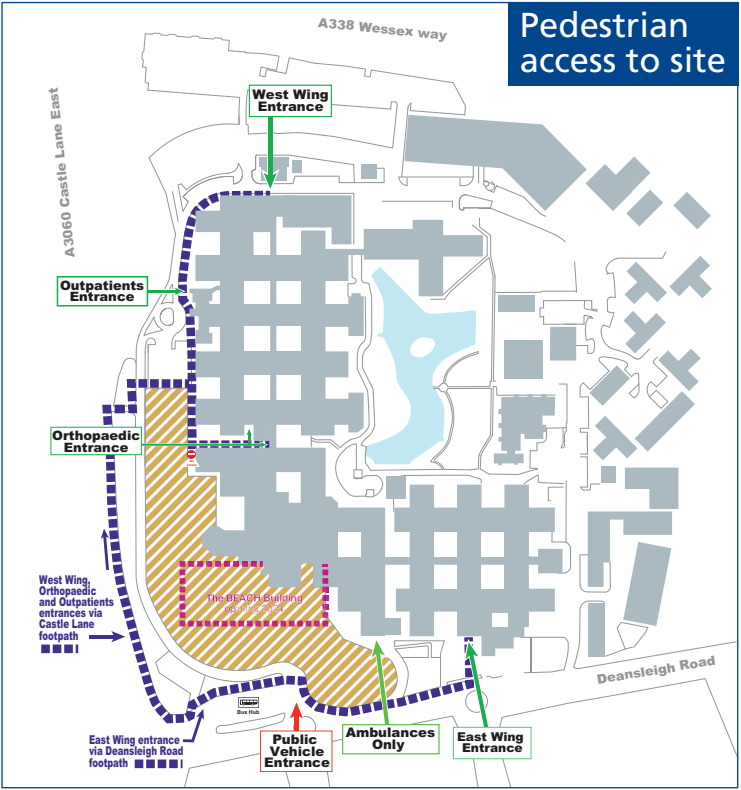 Pedestrian
access to site
A338 Wessex way
A3060 Castle Lane East
West Wing
Entrance
Outpatients
Entrance
Orthopaedic
Entrance
West Wing,
Orthopaedic
and Outpatients
entrances via
Castle Lane
footpath
The BEACH Building
opening 2024
Deansleigh Road
Bus Hub
East Wing entrance
via Deansleigh Road
footpath
Public
Vehicle
Entrance
Ambulances
Only
East Wing
Entrance